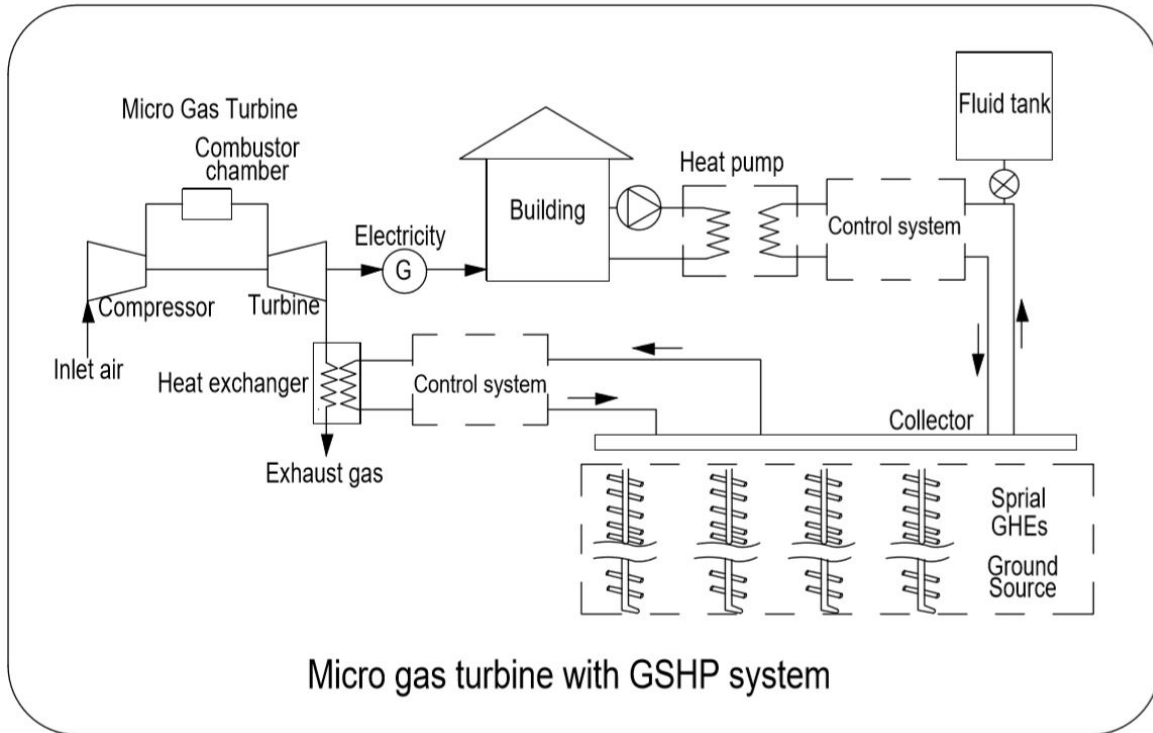 Micro Gas Turbine
Combustor
chamber
Compressor
Turbine
Inlet air
Electricity
G
Building
Heat pump
Control system
Fluid tank
Heat exchanger
Control system
Exhaust gas
Collector
Sprial
GHEs
Ground
Source
Micro gas turbine with GSHP system